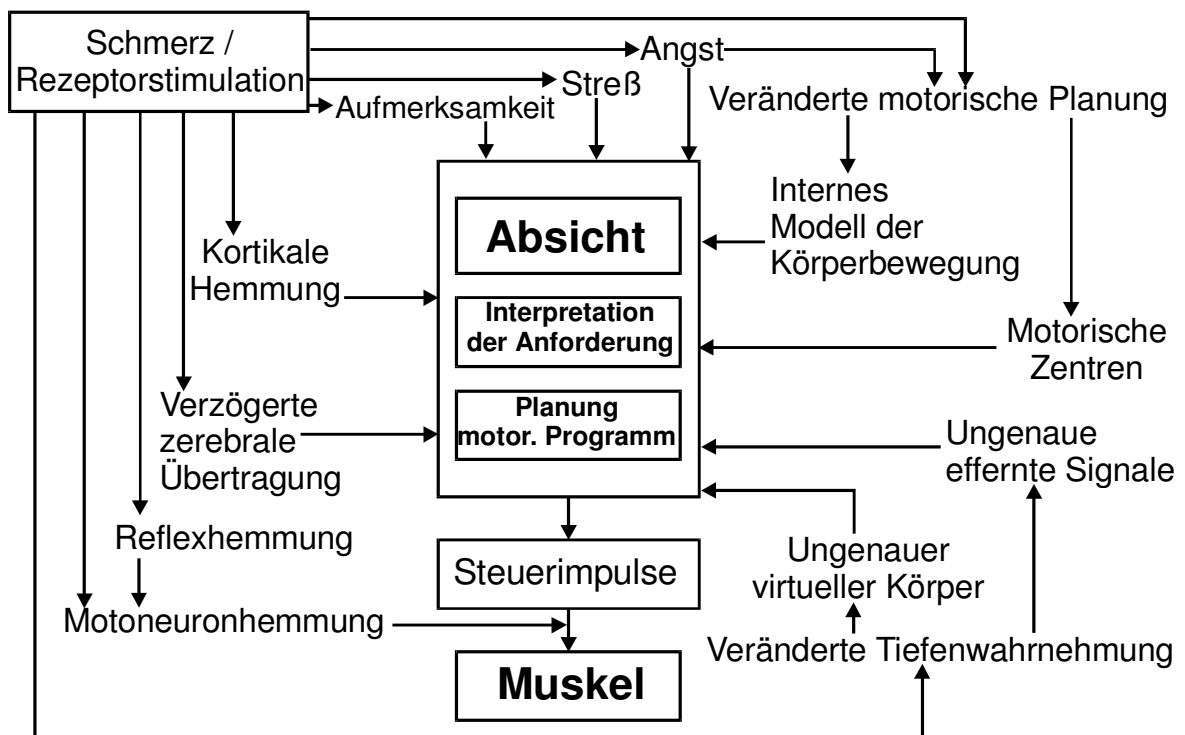 Schmerz /
Rezeptorstimulation
Angst
Streß
Aufmerksamkeit
Veränderte motorische Planung
Absicht
Internes
Modell der
Körperbewegung
Kortikale
Hemmung
Interpretation
der Anforderung
Motorische
Zentren
Verzögerte
zerebrale
Übertragung
Planung
motor. Programm
Ungenaue
effernte Signale
Reflexhemmung
Steuerimpulse
Ungenauer
virtueller Körper
Motoneuronhemmung
Veränderte Tiefenwahrnehmung
Muskel